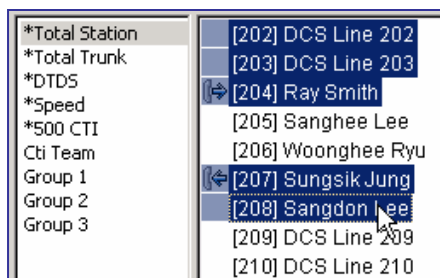 *Total Station
*Total Trunk
*DTDS
*Speed
*500 CTI
Cti Team
Group 1
Group 2
Group 3
[202] DCS Line 202
[203] DCS Line 203
[204] Ray Smith
[205] Sanghee Lee
[206] Woonghee Ryu
[207] Sungsik Jung
[208] Sangdon Lee
[209] DCS Line 209
[210] DCS Line 210